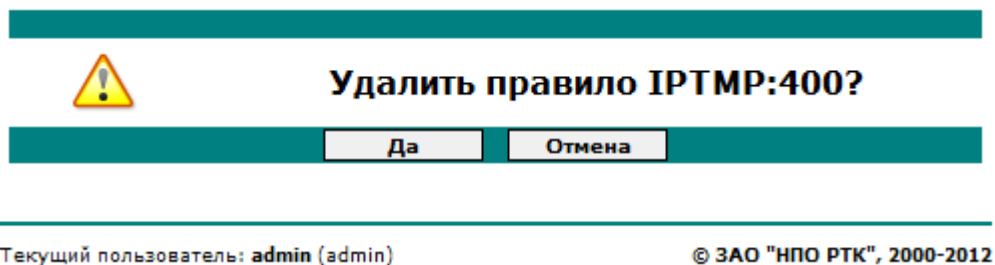 Удалить правило IPTMP:400?
Да Отмена
Текущий пользователь: admin (admin) © ЗАО "НПО РТК", 2000-2012